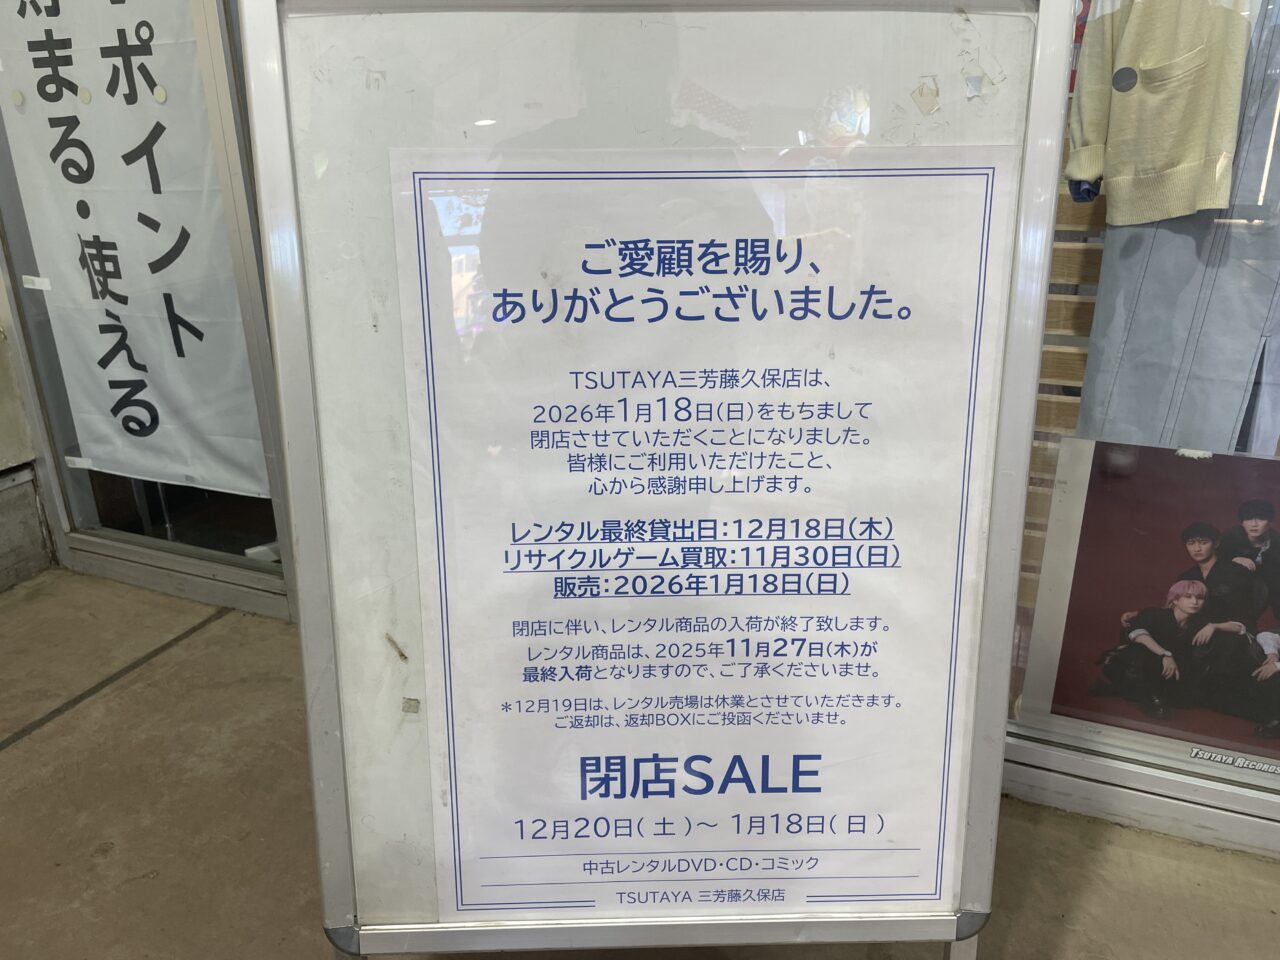 ポイント
貯まる・使える
ご愛顧を賜り、
ありがとうございました。
TSUTAYA三芳藤久保店は、
2026年1月18日(日)をもちまして
閉店させていただくことになりました。
皆様にご利用いただけたこと、
心から感謝申し上げます。
レンタル最終貸出日：12月18日(木)
リサイクルゲーム買取：11月30日(日)
販売：2026年1月18日(日)
閉店に伴い、レンタル商品の入荷が終了致します。
レンタル商品は、2025年11月27日(木)が
最終入荷となりますので、ご了承くださいませ。
＊12月19日は、レンタル売場は休業とさせていただきます。
ご返却は、返却BOXにご投函くださいませ。
閉店SALE
12月20日( 土 )～ 1月18日( 日 )
中古レンタルDVD・CD・コミック
TSUTAYA 三芳藤久保店
TSUTAYA RECORDS